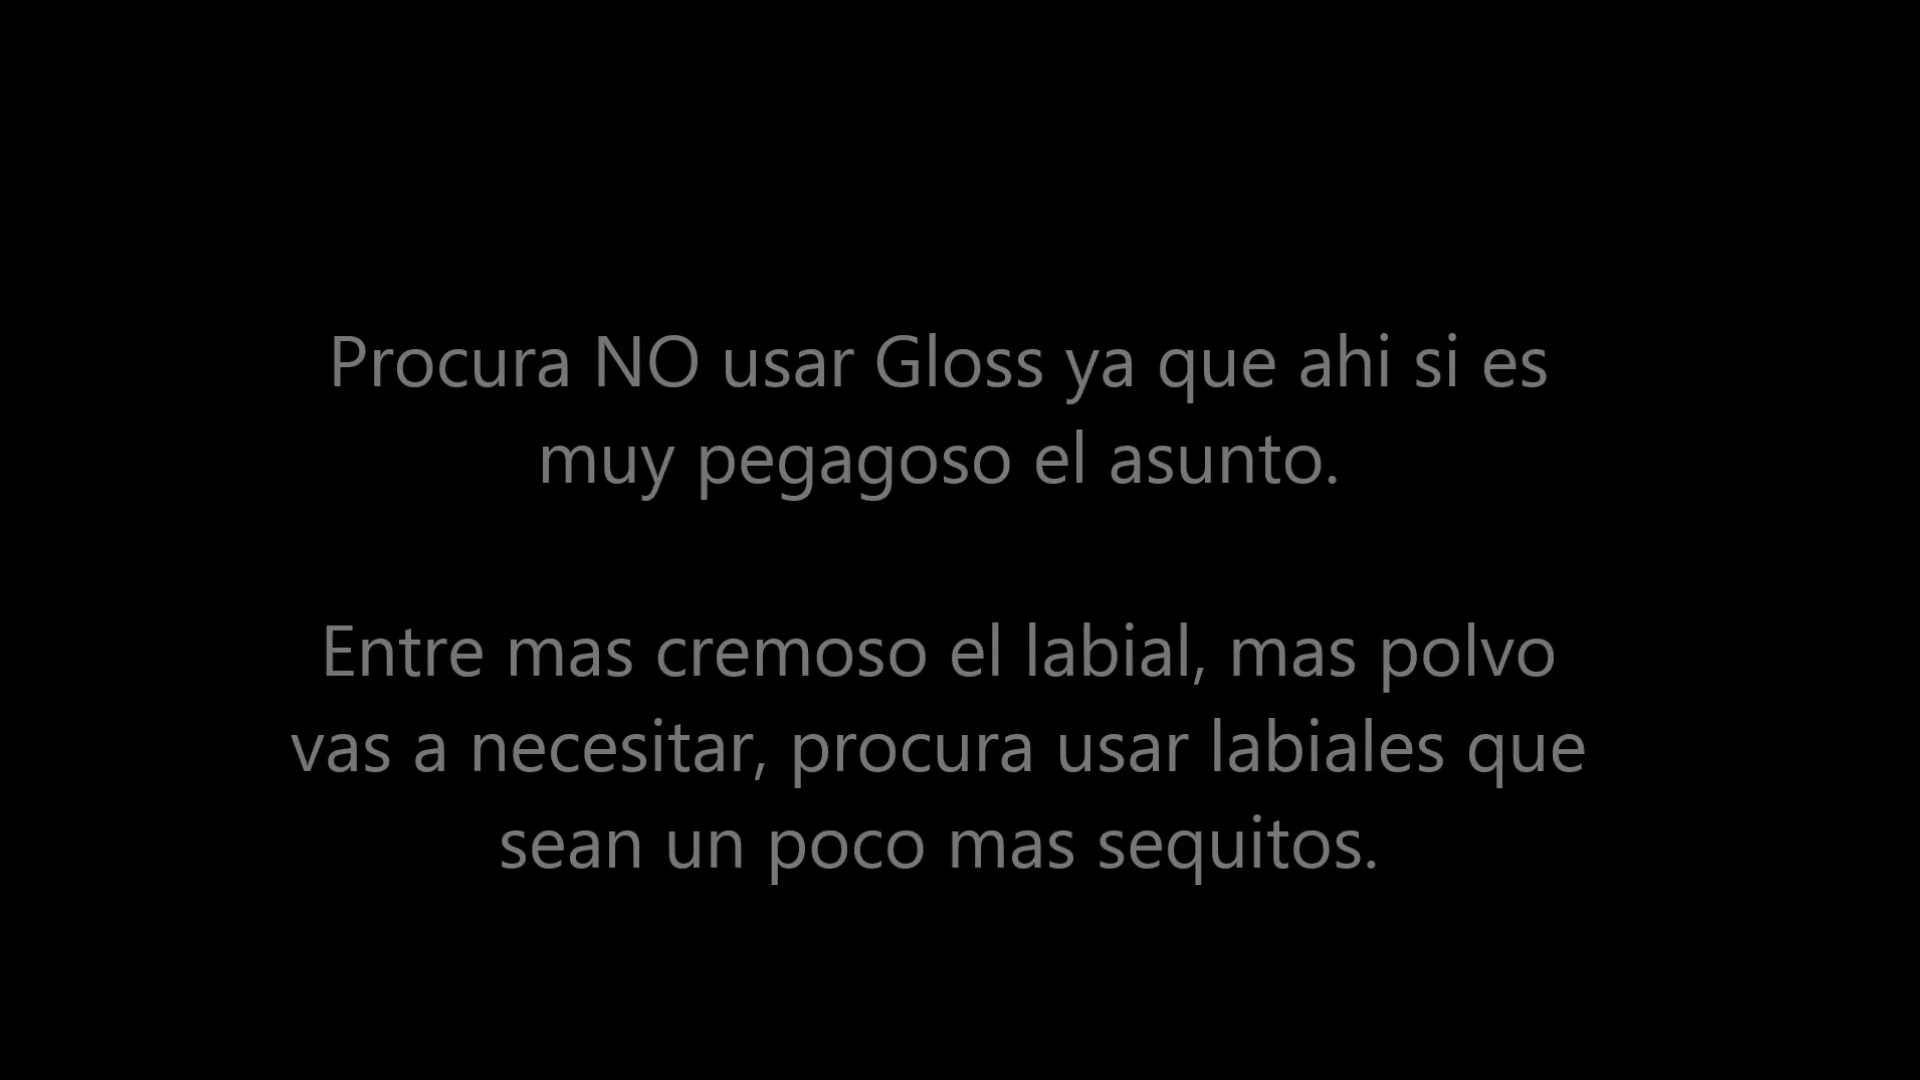 Procura NO usar Gloss ya que ahi si es
muy pegagoso el asunto.
Entre mas cremoso el labial, mas polvo
vas a necesitar, procura usar labiales que
sean un poco mas sequitos.